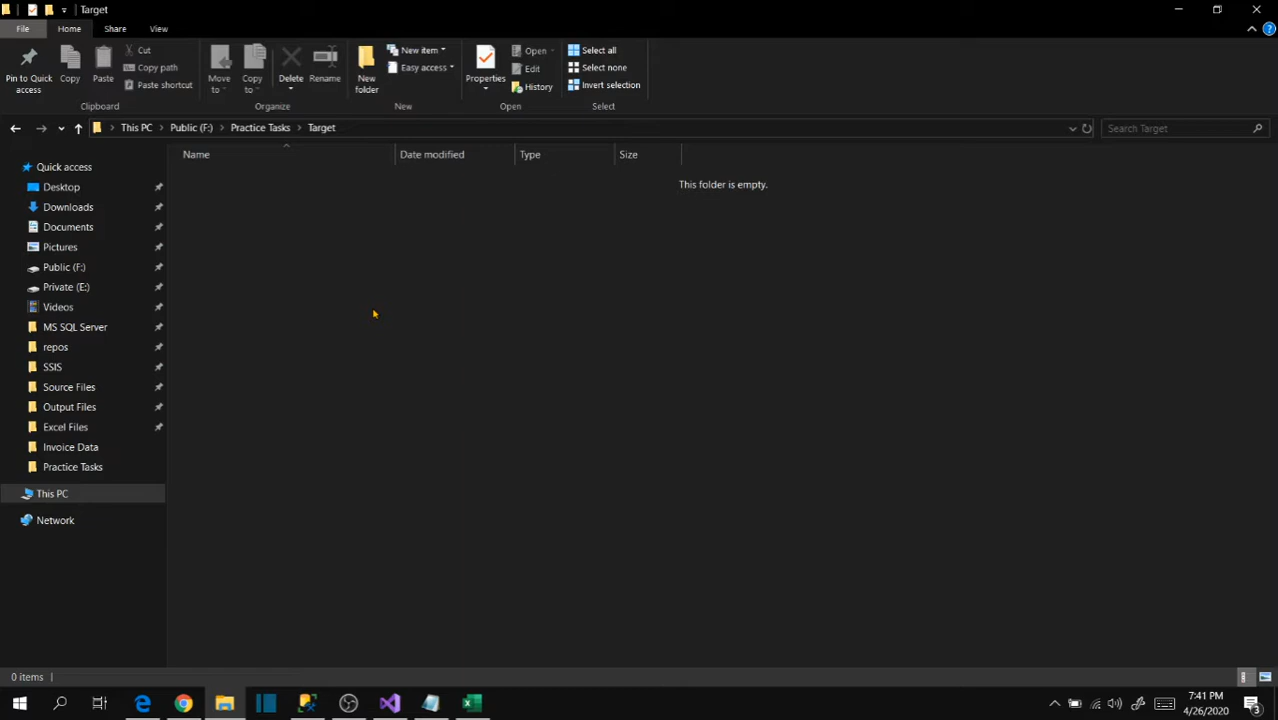 Target
File Home Share View
Pin to Quick access
Copy
Paste
Cut
Copy path
Paste shortcut
Clipboard
Move to
Copy to
Delete
Rename
Organize
New folder
New item
Easy access
New
Properties
Open
Edit
History
Open
Select all
Select none
Invert selection
Select
This PC Public (F:) Practice Tasks Target
Search Target
Name Date modified Type Size
This folder is empty.
Quick access
Desktop
Downloads
Documents
Pictures
Public (F:)
Private (E:)
Videos
MS SQL Server
repos
SSIS
Source Files
Output Files
Excel Files
Invoice Data
Practice Tasks
This PC
Network
0 items
7:41 PM
4/26/2020
3